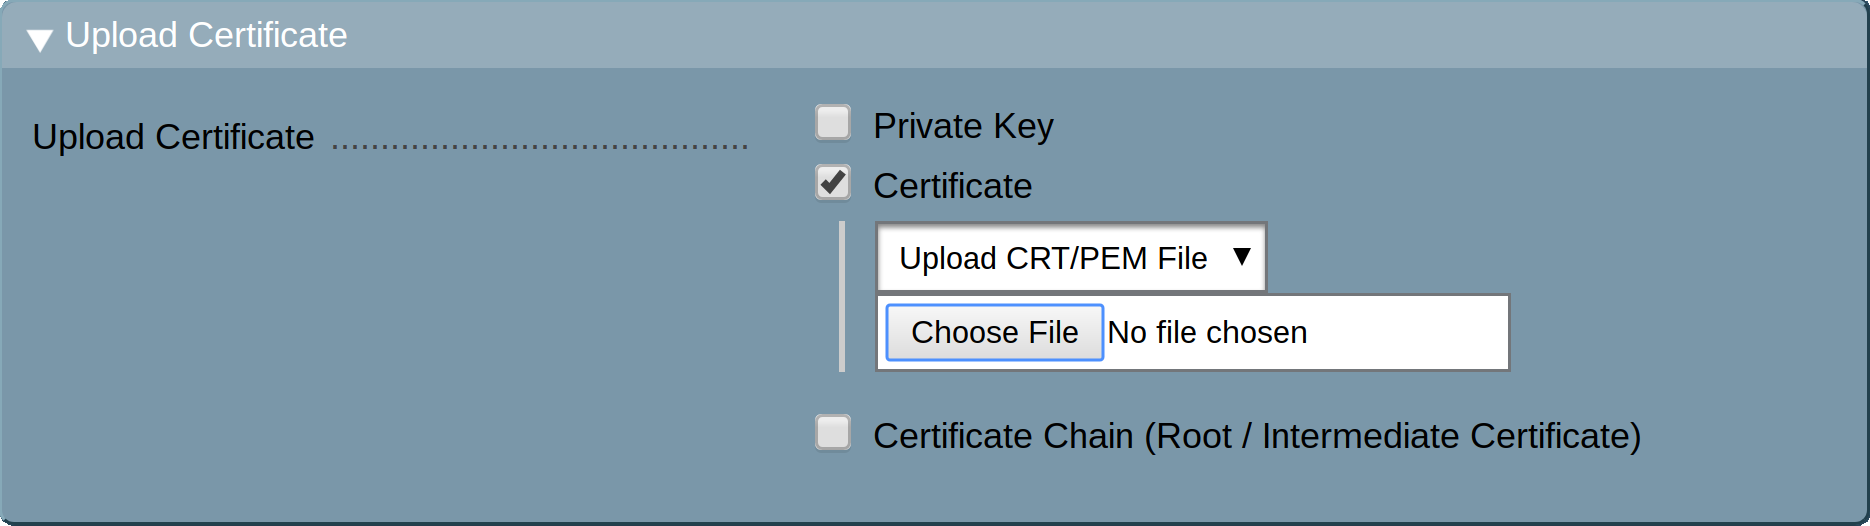 Upload Certificate
Upload Certificate ..........................................
Private Key
Certificate
Upload CRT/PEM File
Choose File No file chosen
Certificate Chain (Root / Intermediate Certificate)